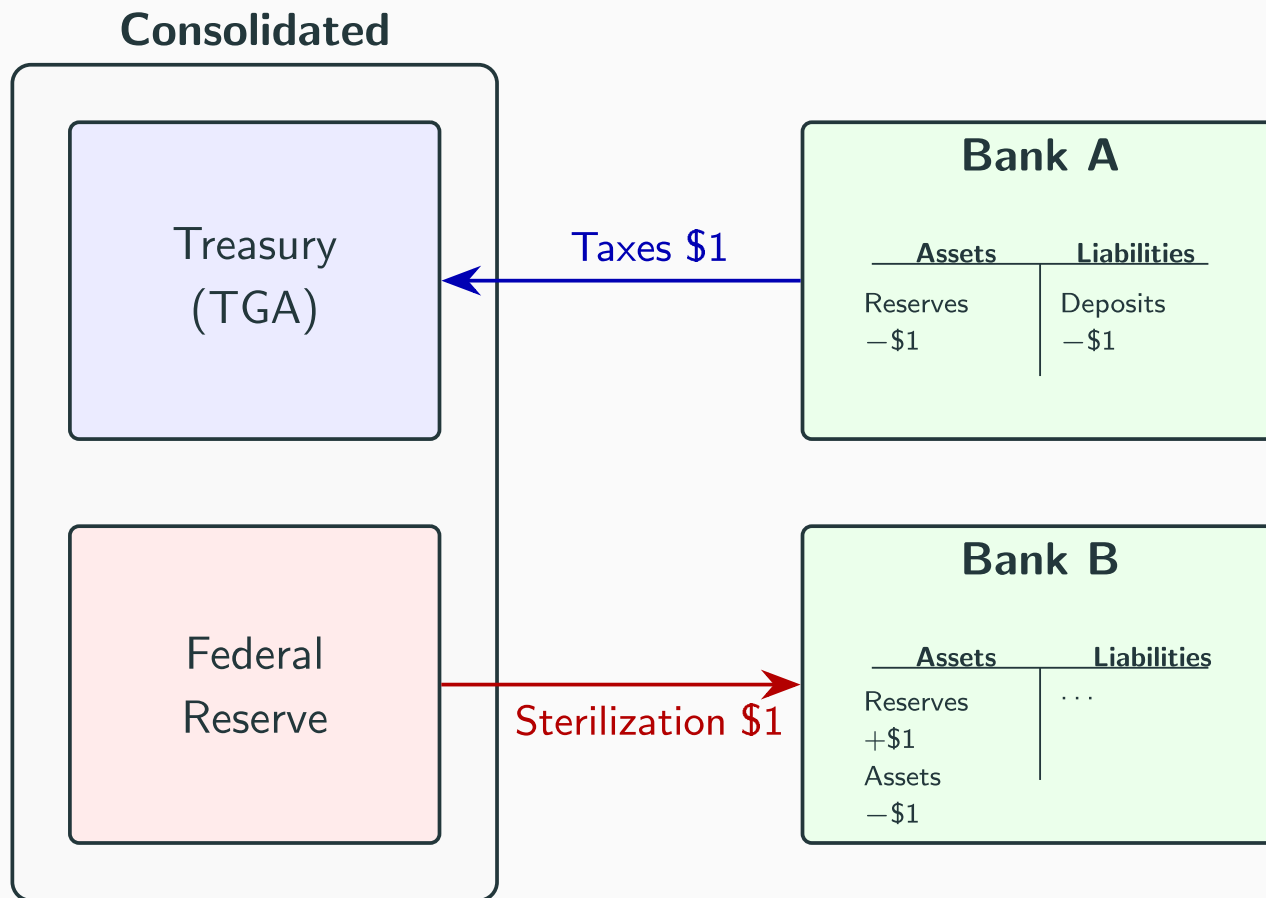 Consolidated
Treasury
(TGA)
Taxes $1
Bank A
Assets Liabilities
Reserves Deposits
−$1 −$1
Federal
Reserve
Sterilization $1
Bank B
Assets Liabilities
Reserves ...
+$1
Assets
−$1